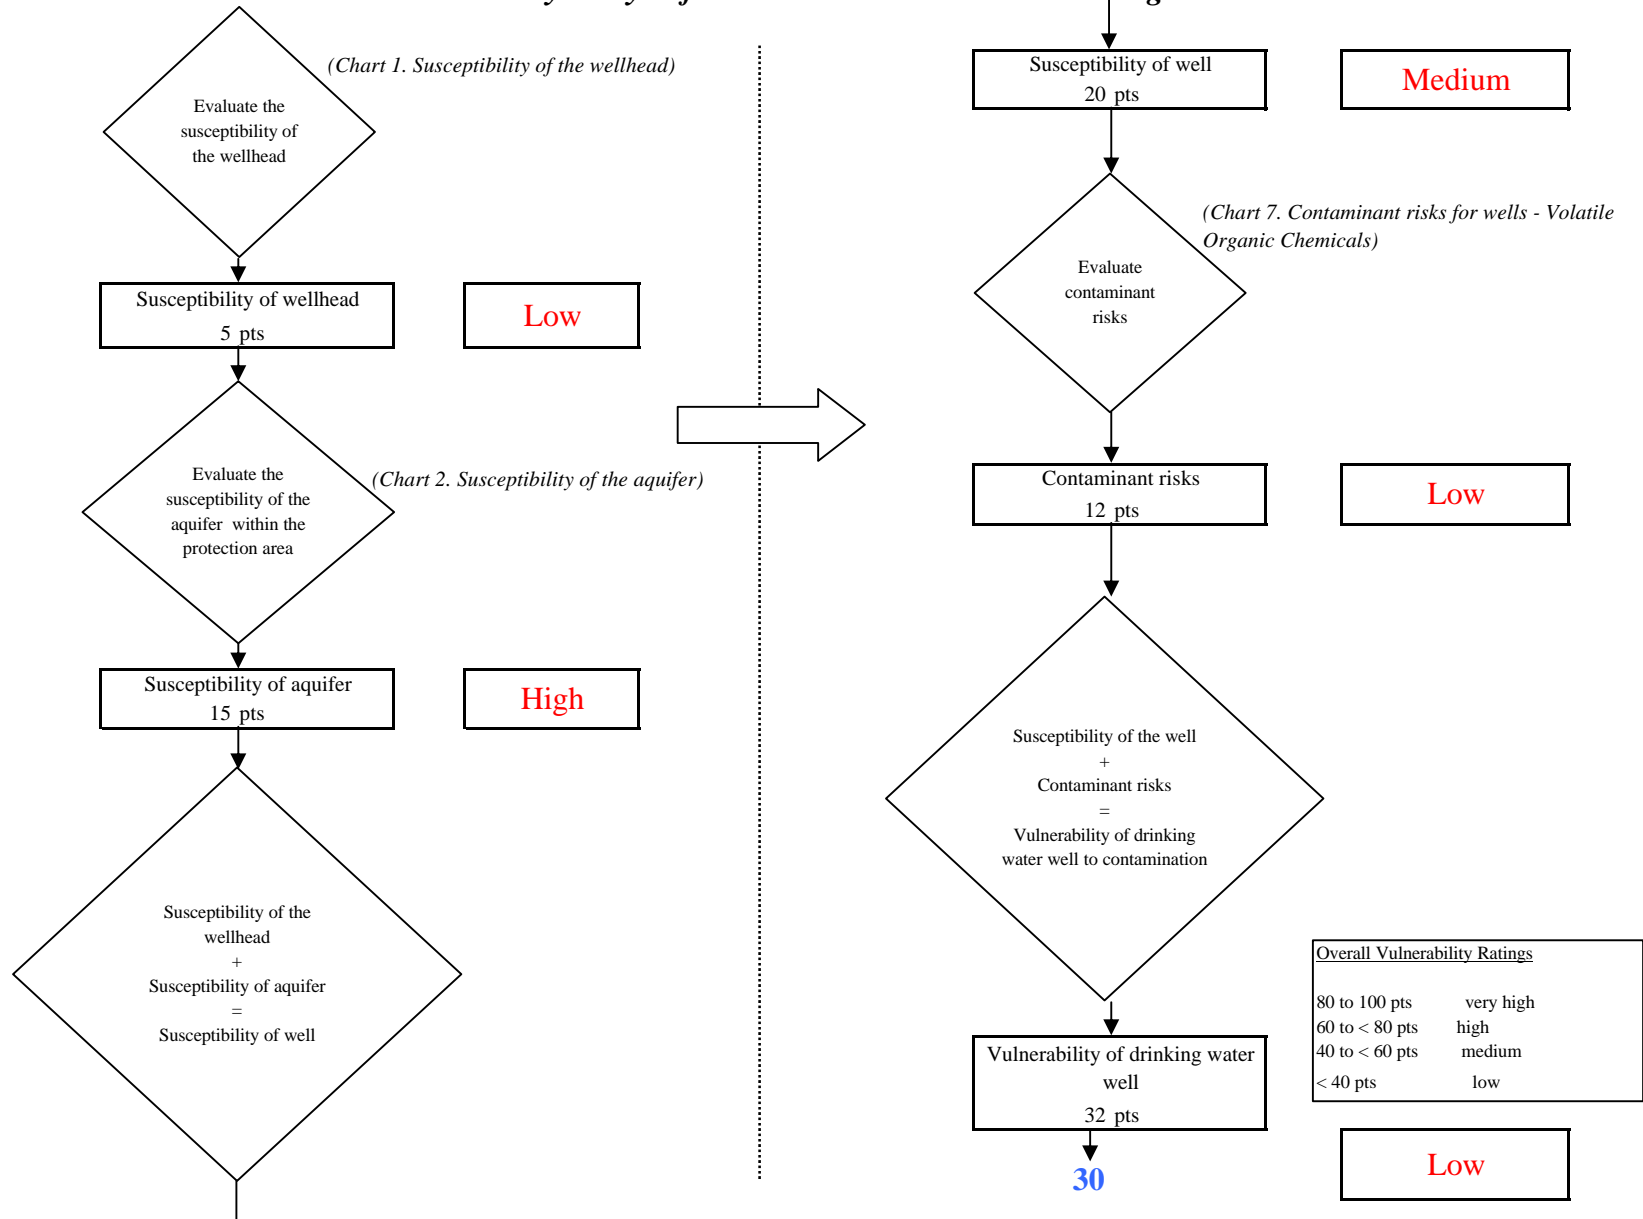 (Chart 1. Susceptibility of the wellhead)
Evaluate the
susceptibility of
the wellhead
Susceptibility of wellhead
5 pts
Low
Evaluate the
susceptibility of the
aquifer within the
protection area
(Chart 2. Susceptibility of the aquifer)
Susceptibility of aquifer
15 pts
High
Susceptibility of the
wellhead
+
Susceptibility of aquifer
=
Susceptibility of well
Susceptibility of well
20 pts
Medium
(Chart 7. Contaminant risks for wells - Volatile
Organic Chemicals)
Evaluate
contaminant
risks
Contaminant risks
12 pts
Low
Susceptibility of the well
+
Contaminant risks
=
Vulnerability of drinking
water well to contamination
Overall Vulnerability Ratings
80 to 100 pts very high
60 to < 80 pts high
40 to < 60 pts medium
< 40 pts low
Vulnerability of drinking water
well
32 pts
30
Low